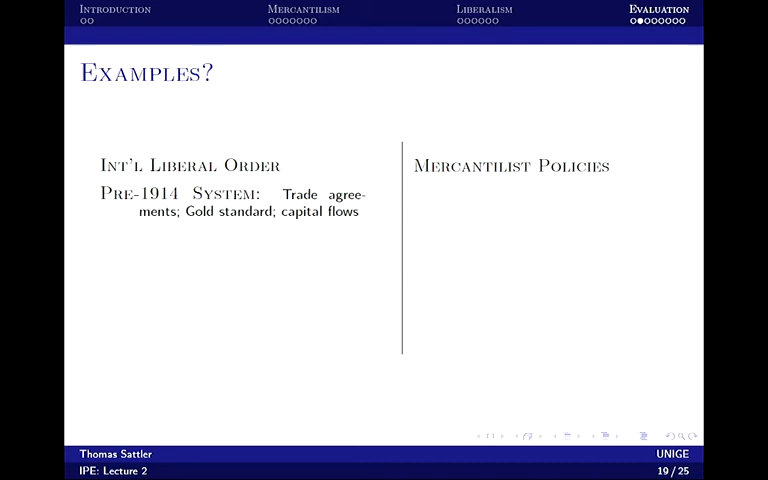 Introduction
Mercantilism
Liberalism
Evaluation
Examples?
Int'l Liberal Order
Pre-1914 System: Trade agree-
ments; Gold standard; capital flows
Mercantilist Policies
Thomas Sattler
UNIGE
IPE: Lecture 2
19 / 25